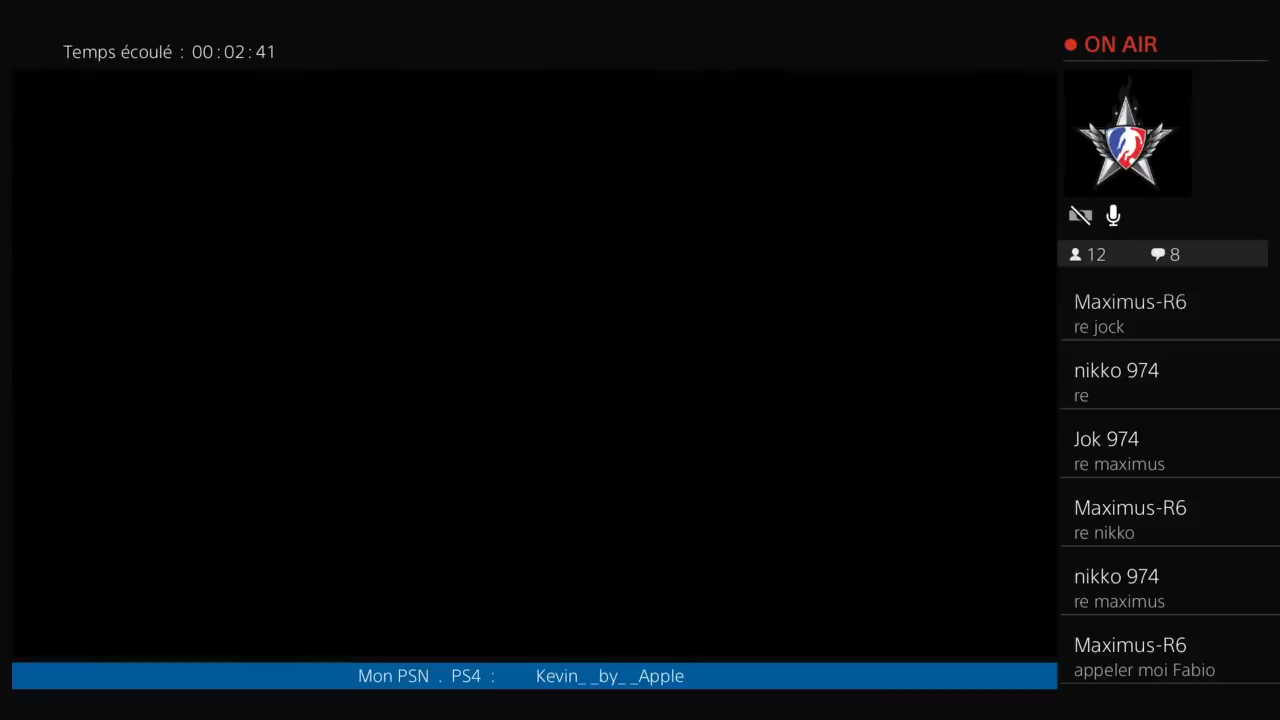 Temps écoulé : 00:02:41
ON AIR
12 8
Maximus-R6
re jock
nikko 974
re
Jok 974
re maximus
Maximus-R6
re nikko
nikko 974
re maximus
Maximus-R6
appeler moi Fabio
Mon PSN . PS4 : Kevin_ _by_ _Apple